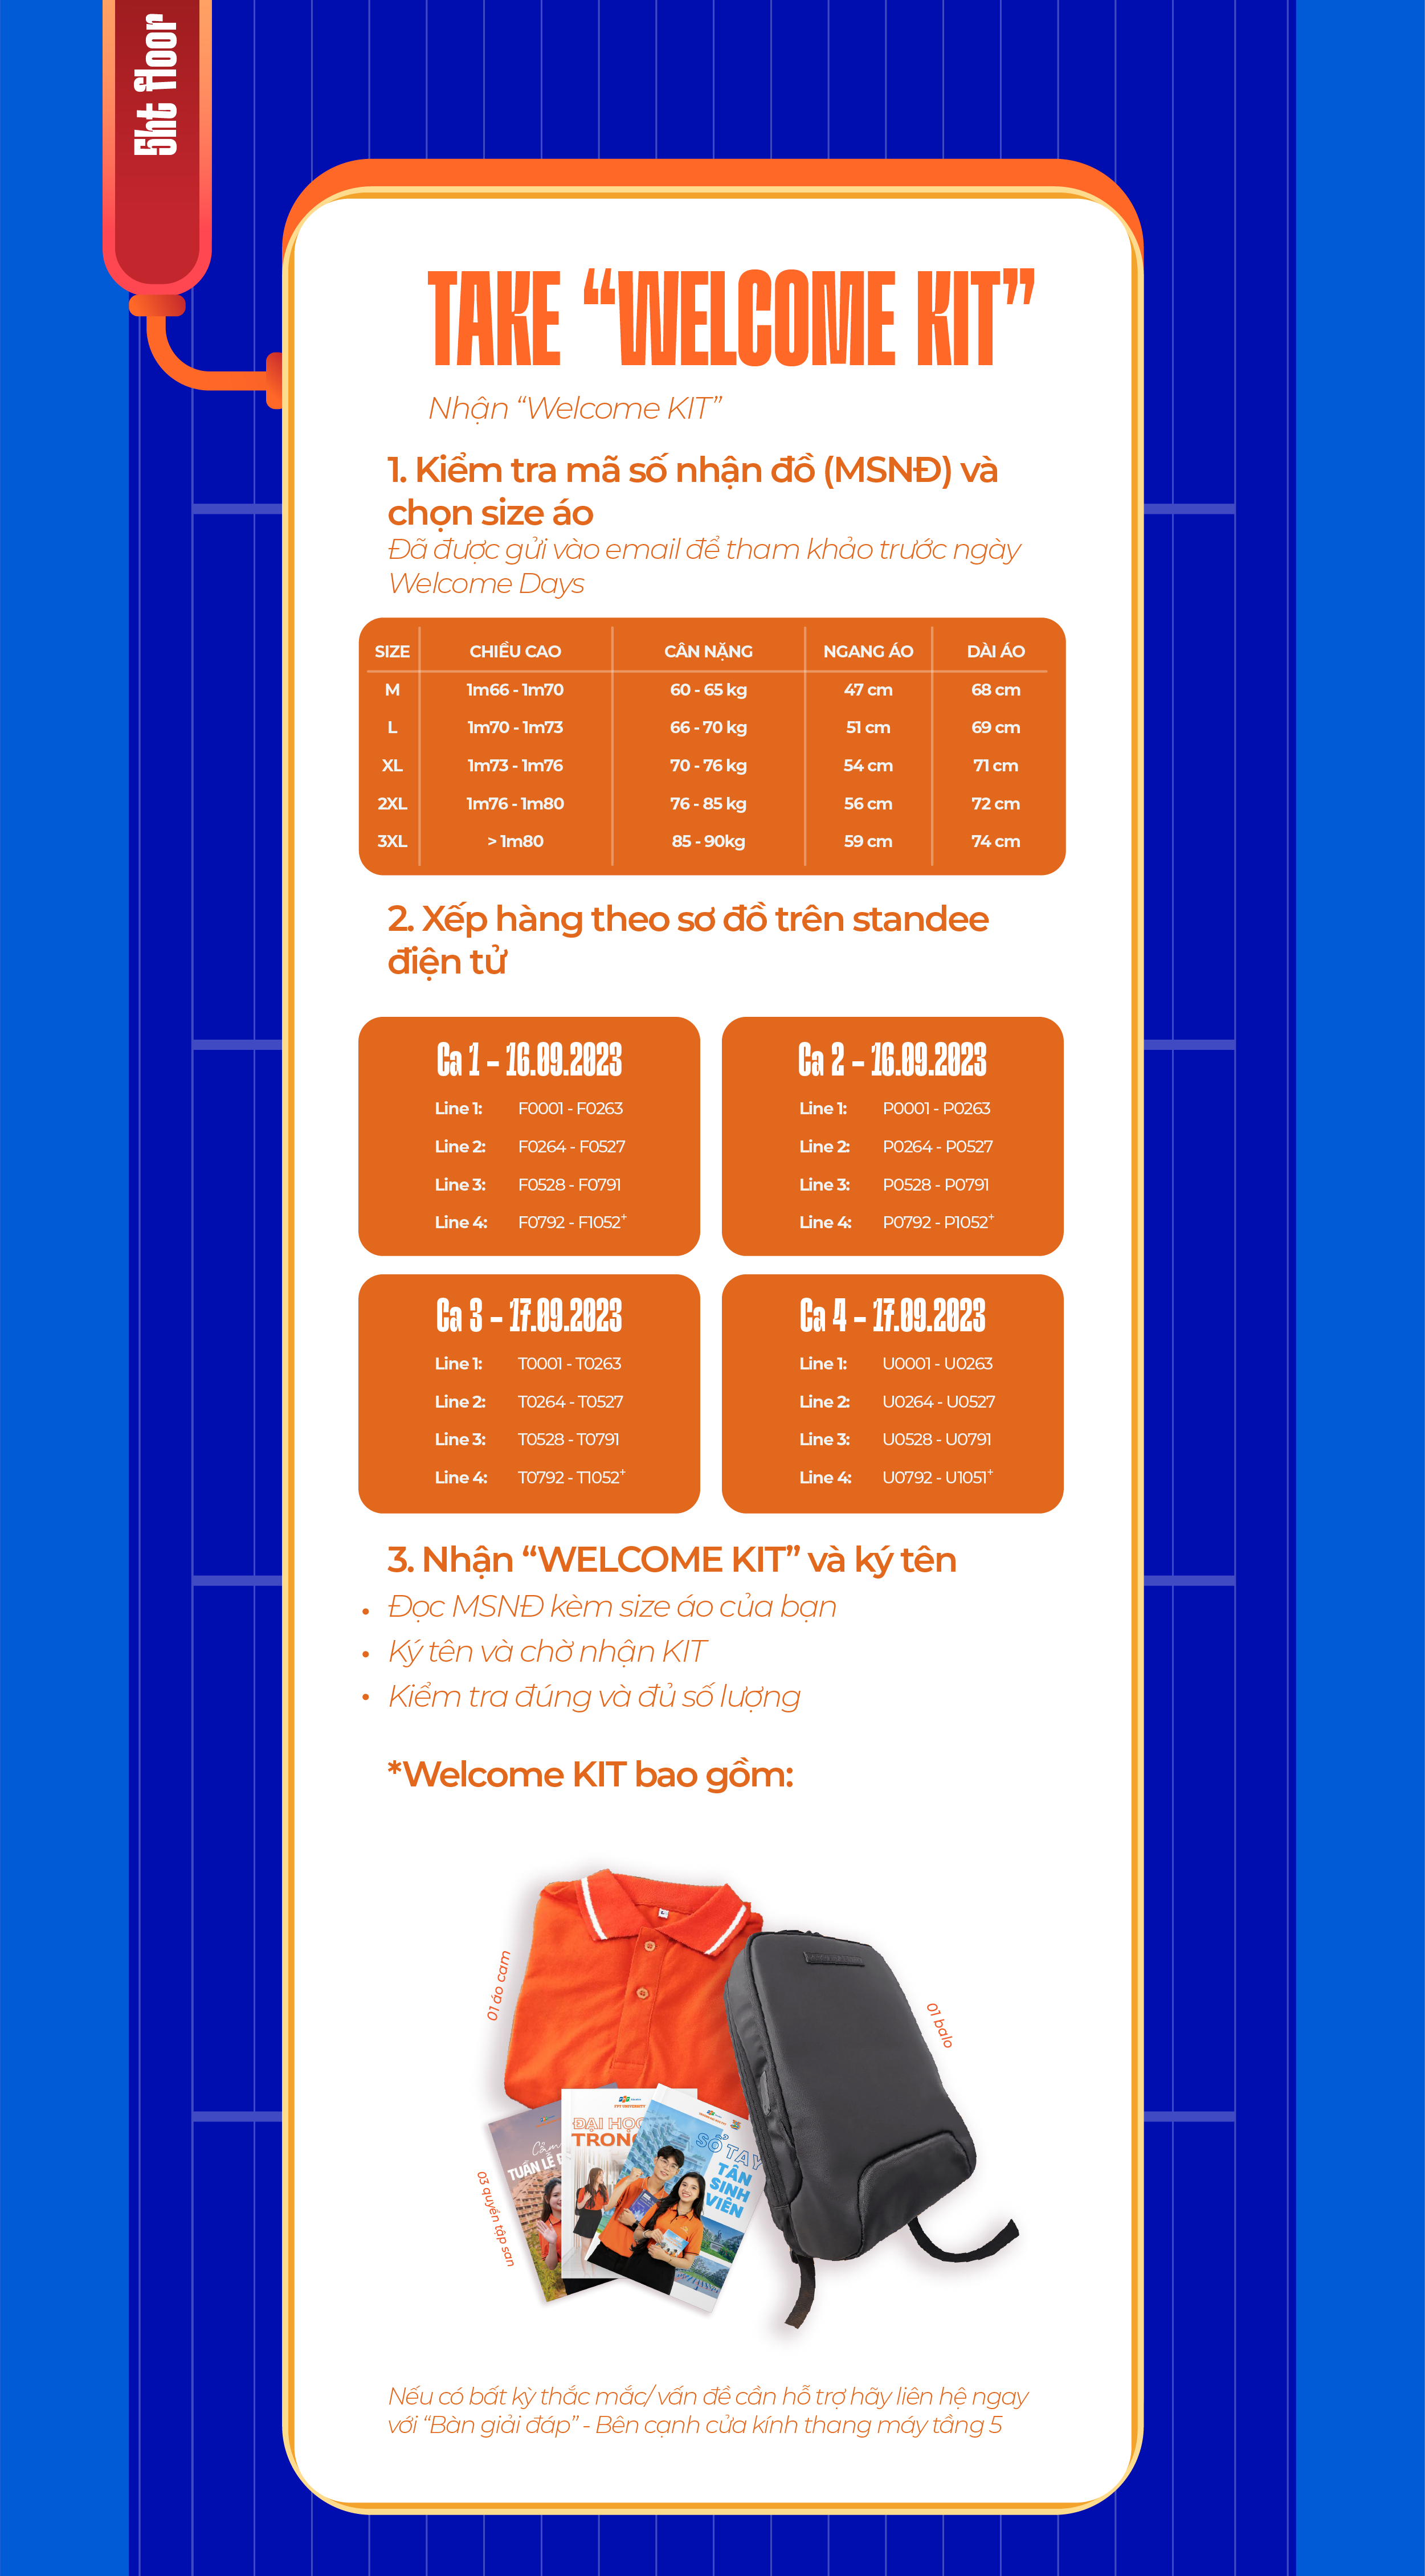 5ht floor
TAKE “WELCOME KIT”
Nhận “Welcome KIT”
1. Kiểm tra mã số nhận đồ (MSNĐ) và
chọn size áo
Đã được gửi vào email để tham khảo trước ngày
Welcome Days
SIZE CHIỀU CAO CÂN NẶNG NGANG ÁO DÀI ÁO
M 1m66 - 1m70 60 - 65 kg 47 cm 68 cm
L 1m70 - 1m73 66 - 70 kg 51 cm 69 cm
XL 1m73 - 1m76 70 - 76 kg 54 cm 71 cm
2XL 1m76 - 1m80 76 - 85 kg 56 cm 72 cm
3XL > 1m80 85 - 90kg 59 cm 74 cm
2. Xếp hàng theo sơ đồ trên standee
điện tử
Ca 1 - 16.09.2023
Line 1: F0001 - F0263
Line 2: F0264 - F0527
Line 3: F0528 - F0791
Line 4: F0792 - F1052+
Ca 2 - 16.09.2023
Line 1: P0001 - P0263
Line 2: P0264 - P0527
Line 3: P0528 - P0791
Line 4: P0792 - P1052+
Ca 3 - 17.09.2023
Line 1: T0001 - T0263
Line 2: T0264 - T0527
Line 3: T0528 - T0791
Line 4: T0792 - T1052+
Ca 4 - 17.09.2023
Line 1: U0001 - U0263
Line 2: U0264 - U0527
Line 3: U0528 - U0791
Line 4: U0792 - U1051+
3. Nhận “WELCOME KIT” và ký tên
• Đọc MSNĐ kèm size áo của bạn
• Ký tên và chờ nhận KIT
• Kiểm tra đúng và đủ số lượng
*Welcome KIT bao gồm:
01 áo cam
01 balo
03 quyển tập san
TUẦN LỄ
FPT UNIVERSITY
ĐẠI HỌC
TRONG
SỔ TAY
TÂN
SINH
VIÊN
Nếu có bất kỳ thắc mắc/ vấn đề cần hỗ trợ hãy liên hệ ngay
với “Bàn giải đáp” - Bên cạnh cửa kính thang máy tầng 5